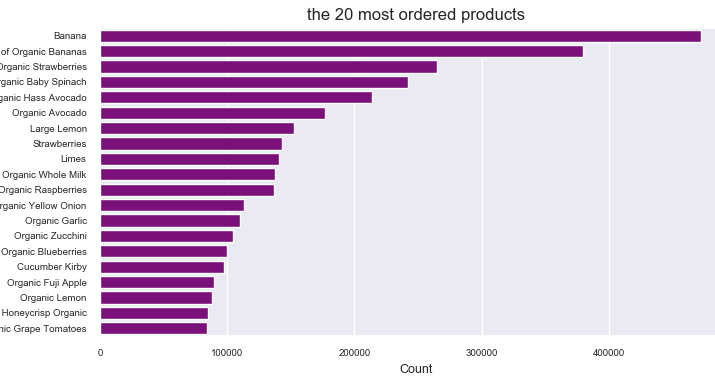 the 20 most ordered products
Banana
of Organic Bananas
Organic Strawberries
Baby Spinach
Hass Avocado
Organic Avocado
Large Lemon
Strawberries
Limes
Organic Whole Milk
Organic Raspberries
Yellow Onion
Organic Garlic
Organic Zucchini
Organic Blueberries
Cucumber Kirby
Organic Fuji Apple
Organic Lemon
Honeycrisp Organic
Grape Tomatoes
0 100000 200000 300000 400000
Count